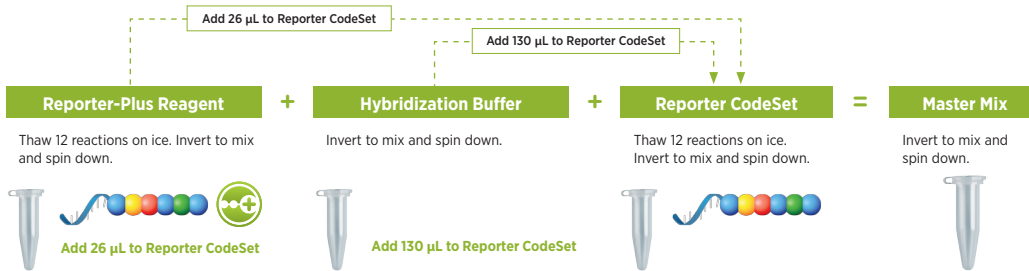 Add 26 µL to Reporter CodeSet
Add 130 µL to Reporter CodeSet
Reporter-Plus Reagent + Hybridization Buffer + Reporter CodeSet = Master Mix
Thaw 12 reactions on ice. Invert to mix
and spin down.
Invert to mix and spin down.
Thaw 12 reactions on ice.
Invert to mix and spin down.
Invert to mix and
spin down.
Add 26 µL to Reporter CodeSet
Add 130 µL to Reporter CodeSet